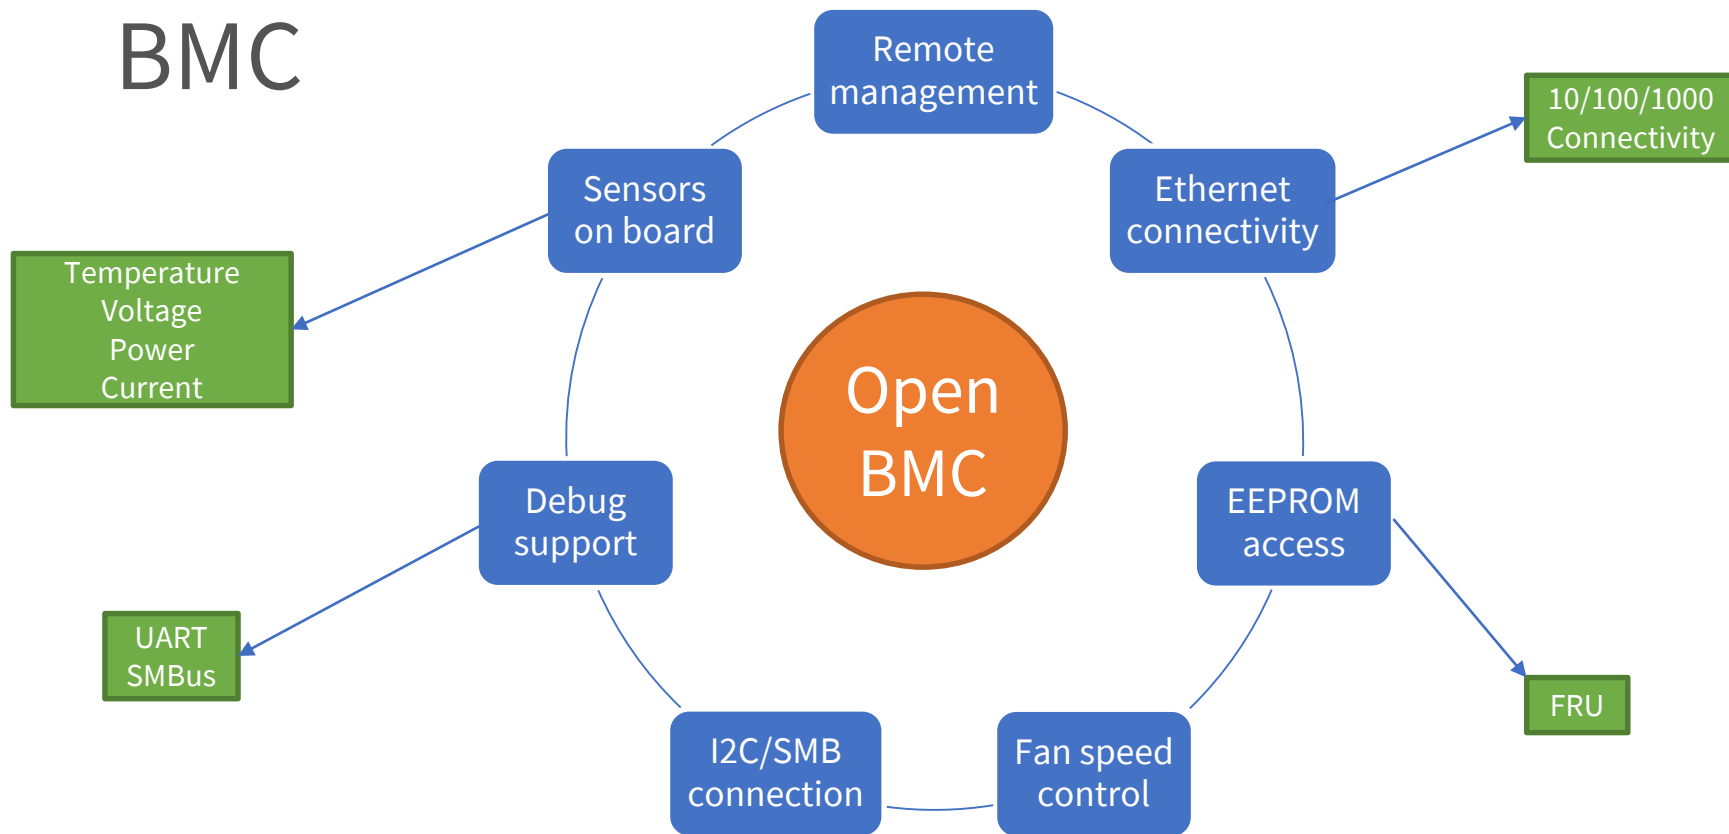 BMC
Remote
management
10/100/1000
Connectivity
Sensors
on board
Ethernet
connectivity
Temperature
Voltage
Power
Current
Open
BMC
Debug
support
EEPROM
access
UART
SMBus
FRU
I2C/SMB
connection
Fan speed
control